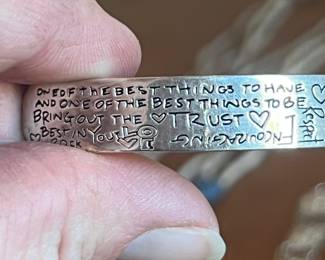 ONE OF THE BEST THINGS TO HAVE
AND ONE OF THE BEST THINGS TO BE
BRING OUT THE ♡ TRUST ♡
BEST IN YOU
ROCK
ENCOURAGING